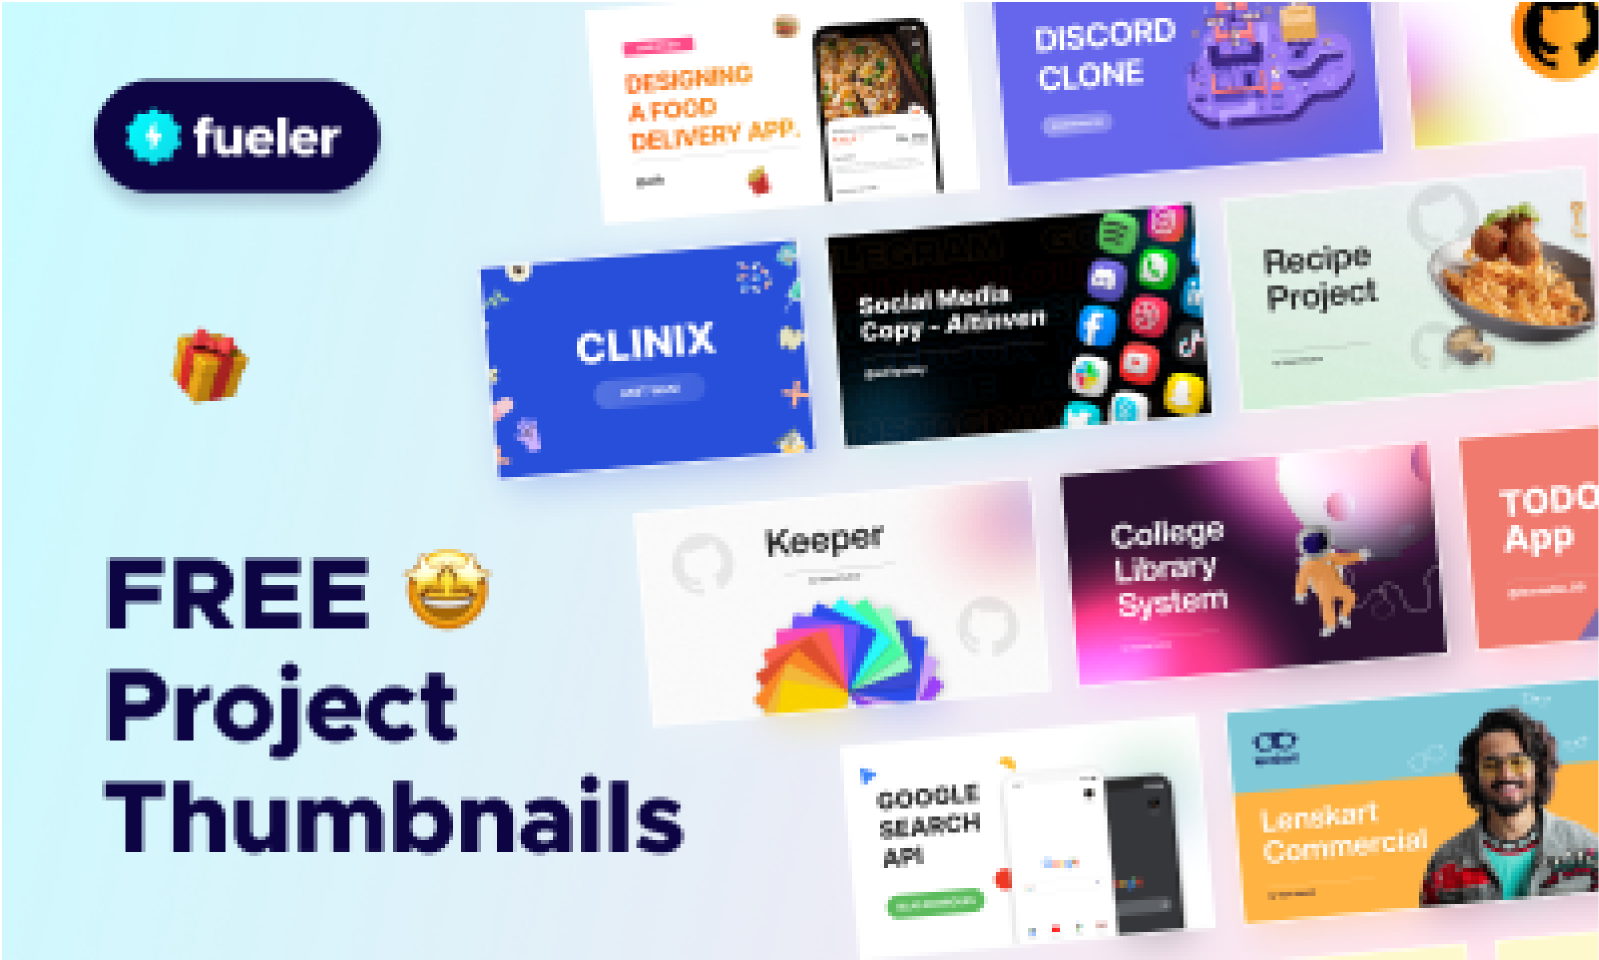 fueler
FREE
Project
Thumbnails
DESIGNING
A FOOD
DELIVERY APP.
DISCORD
CLONE
CLINIX
Social Media
Copy - Altinven
Recipe
Project
Keeper
College
Library
System
TODO
App
GOOGLE
SEARCH
API
Google
Lenskart
Commercial